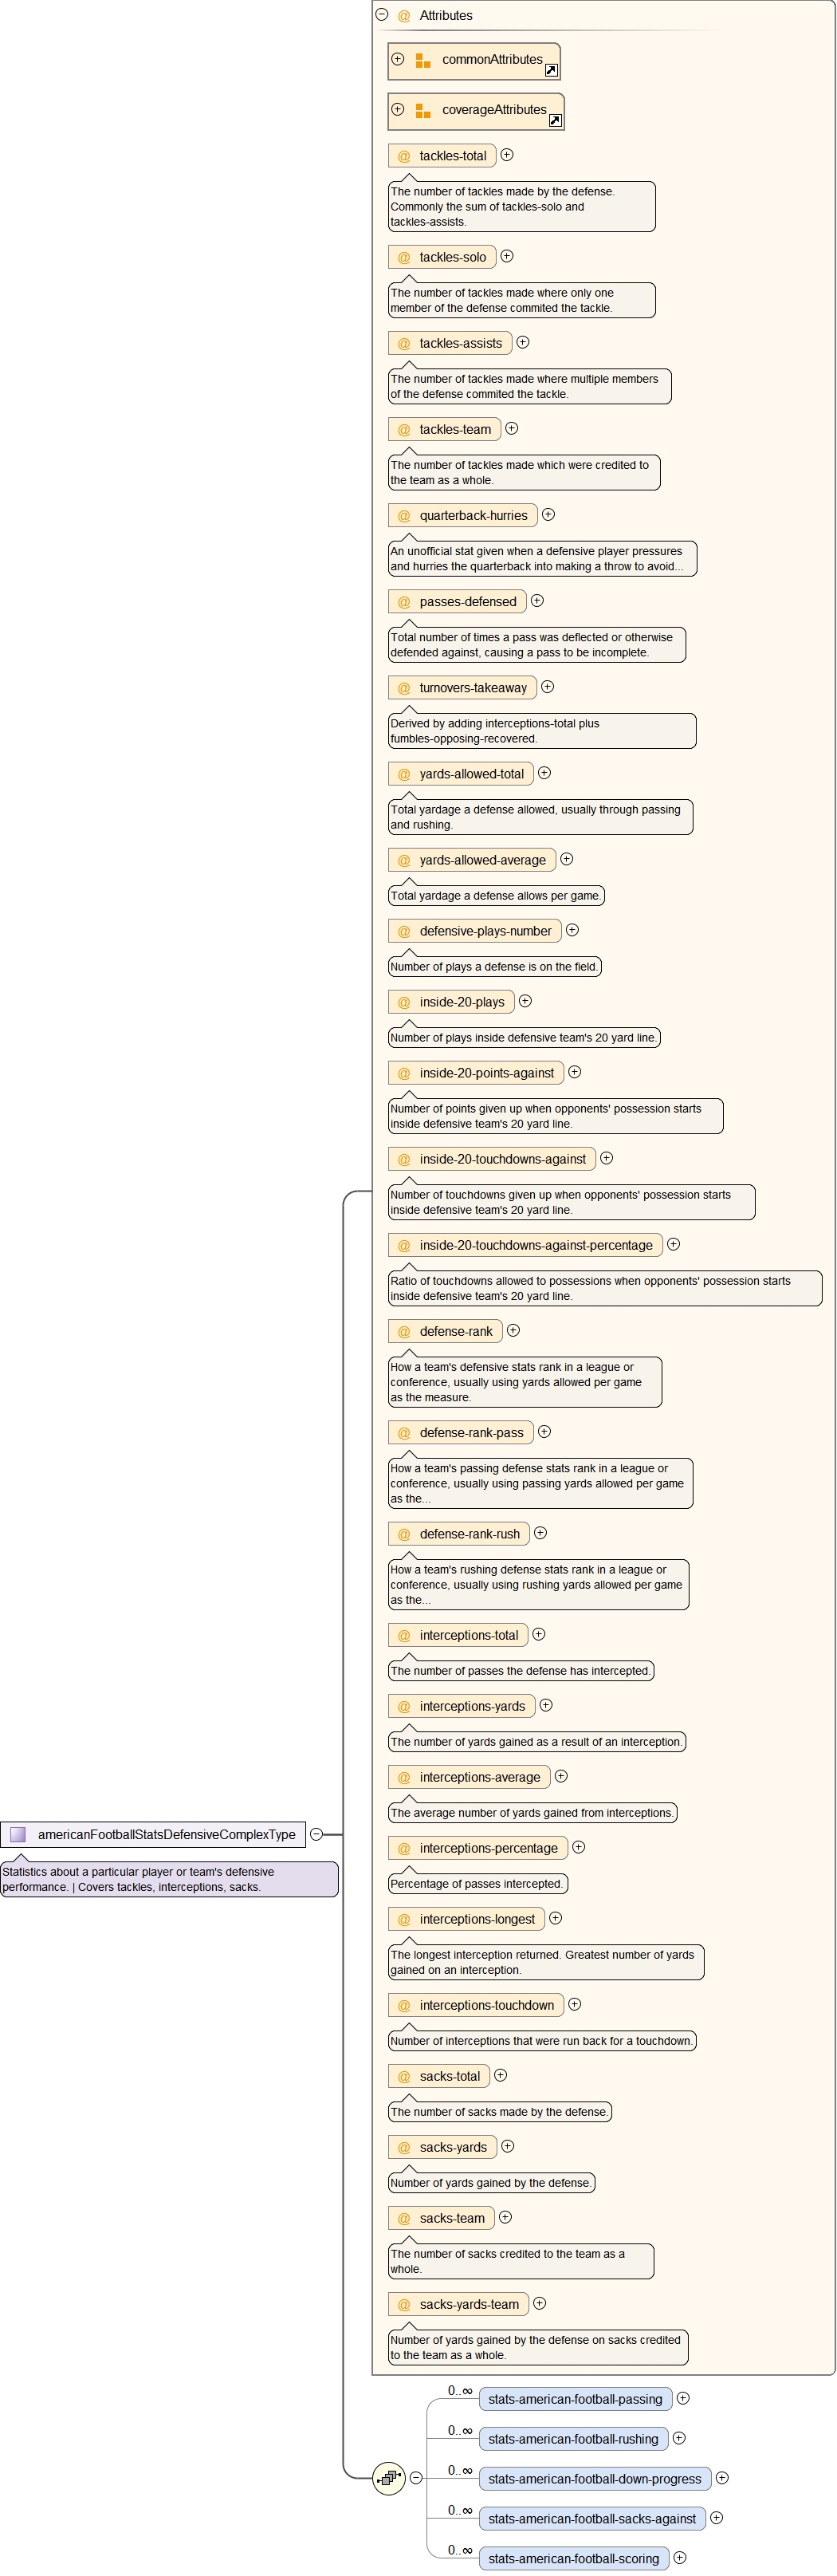 Attributes
commonAttributes
coverageAttributes
@ tackles-total
The number of tackles made by the defense.
Commonly the sum of tackles-solo and
tackles-assists.
@ tackles-solo
The number of tackles made where only one
member of the defense commited the tackle.
@ tackles-assists
The number of tackles made where multiple members
of the defense commited the tackle.
@ tackles-team
The number of tackles made which were credited to
the team as a whole.
@ quarterback-hurries
An unofficial stat given when a defensive player pressures
and hurries the quarterback into making a throw to avoid...
@ passes-defensed
Total number of times a pass was deflected or otherwise
defended against, causing a pass to be incomplete.
@ turnovers-takeaway
Derived by adding interceptions-total plus
fumbles-opposing-recovered.
@ yards-allowed-total
Total yardage a defense allowed, usually through passing
and rushing.
@ yards-allowed-average
Total yardage a defense allows per game.
@ defensive-plays-number
Number of plays a defense is on the field.
@ inside-20-plays
Number of plays inside defensive team's 20 yard line.
@ inside-20-points-against
Number of points given up when opponents' possession starts
inside defensive team's 20 yard line.
@ inside-20-touchdowns-against
Number of touchdowns given up when opponents' possession starts
inside defensive team's 20 yard line.
@ inside-20-touchdowns-against-percentage
Ratio of touchdowns allowed to possessions when opponents' possession starts
inside defensive team's 20 yard line.
@ defense-rank
How a team's defensive stats rank in a league or
conference, usually using yards allowed per game
as the measure.
@ defense-rank-pass
How a team's passing defense stats rank in a league or
conference, usually using passing yards allowed per game
as the...
@ defense-rank-rush
How a team's rushing defense stats rank in a league or
conference, usually using rushing yards allowed per game
as the...
@ interceptions-total
The number of passes the defense has intercepted.
@ interceptions-yards
The number of yards gained as a result of an interception.
@ interceptions-average
The average number of yards gained from interceptions.
americanFootballStatsDefensiveComplexType
Statistics about a particular player or team's defensive
performance. | Covers tackles, interceptions, sacks.
@ interceptions-percentage
Percentage of passes intercepted.
@ interceptions-longest
The longest interception returned. Greatest number of yards
gained on an interception.
@ interceptions-touchdown
Number of interceptions that were run back for a touchdown.
@ sacks-total
The number of sacks made by the defense.
@ sacks-yards
Number of yards gained by the defense.
@ sacks-team
The number of sacks credited to the team as a
whole.
@ sacks-yards-team
Number of yards gained by the defense on sacks credited
to the team as a whole.
0..∞ stats-american-football-passing
0..∞ stats-american-football-rushing
0..∞ stats-american-football-down-progress
0..∞ stats-american-football-sacks-against
0..∞ stats-american-football-scoring